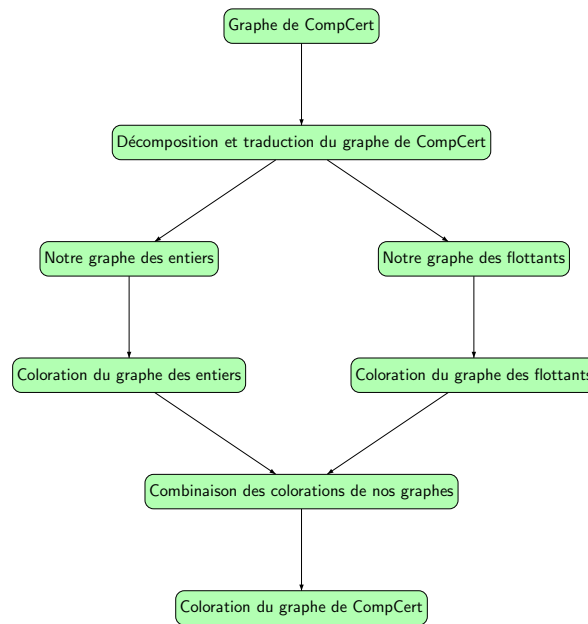 Graphe de CompCert
Décomposition et traduction du graphe de CompCert
Notre graphe des entiers
Notre graphe des flottants
Coloration du graphe des entiers
Coloration du graphe des flottants
Combinaison des colorations de nos graphes
Coloration du graphe de CompCert